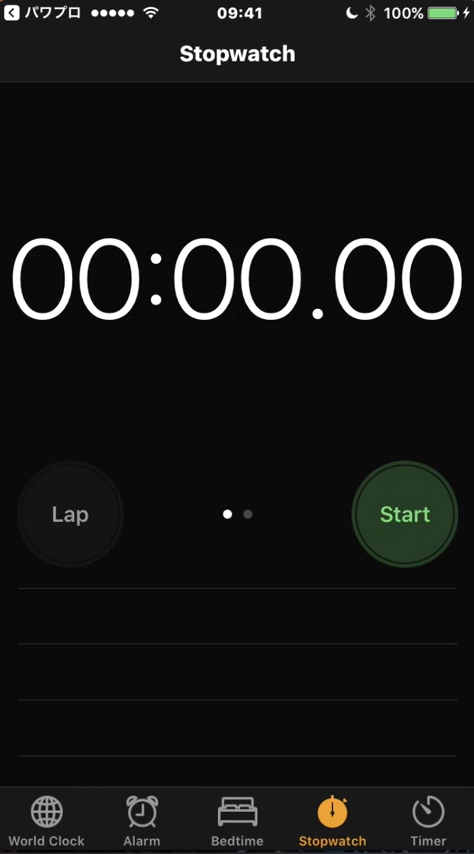 パワプロ 09:41 100%
Stopwatch
00:00.00
Lap Start
World Clock Alarm Bedtime Stopwatch Timer